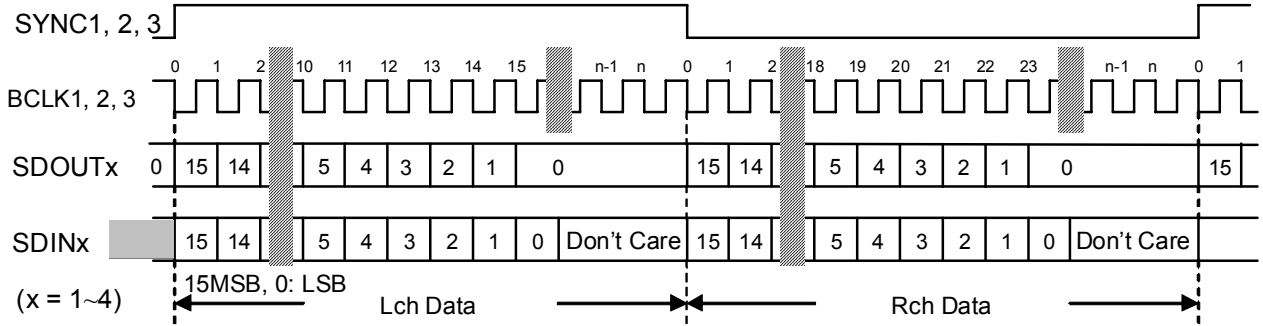 SYNC1, 2, 3
0 1 2 10 11 12 13 14 15 n-1 n 0 1 2 18 19 20 21 22 23 n-1 n 0 1
BCLK1, 2, 3
SDOUTx 0 15 14 5 4 3 2 1 0 15 14 5 4 3 2 1 0 15
SDINx 15 14 5 4 3 2 1 0 Don't Care 15 14 5 4 3 2 1 0 Don't Care
15MSB, 0: LSB
(x = 1~4) Lch Data Rch Data